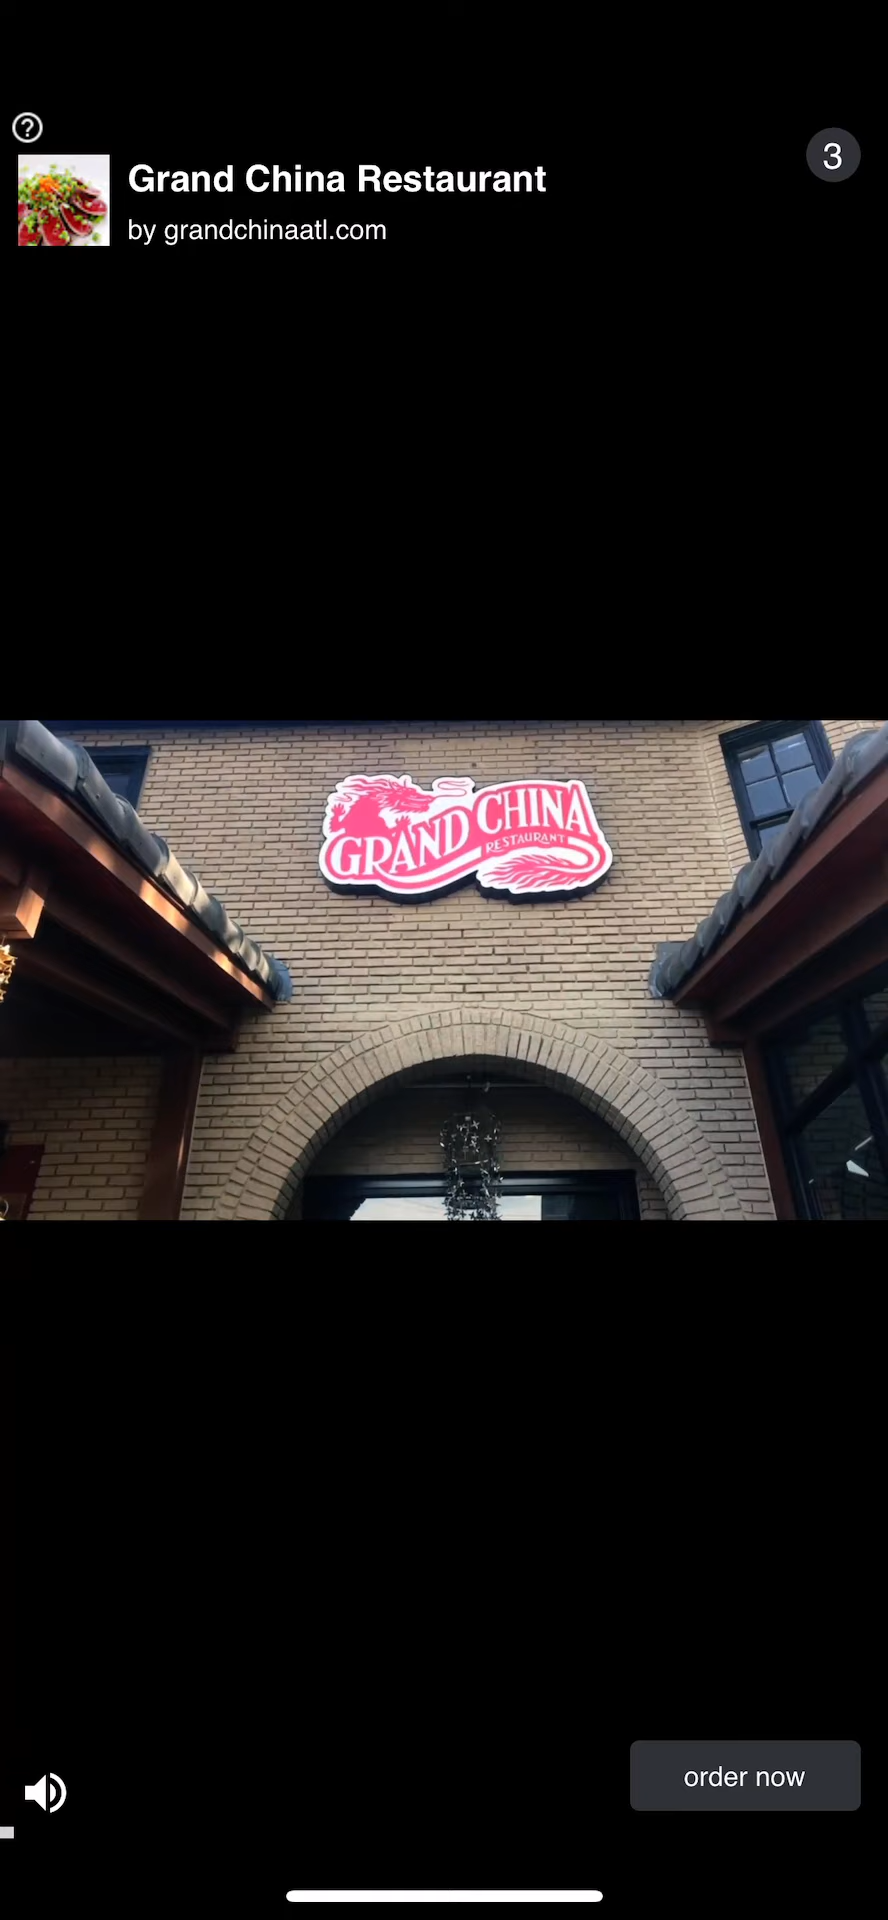 3
Grand China Restaurant
by grandchinaatl.com
GRAND CHINA
RESTAURANT
order now